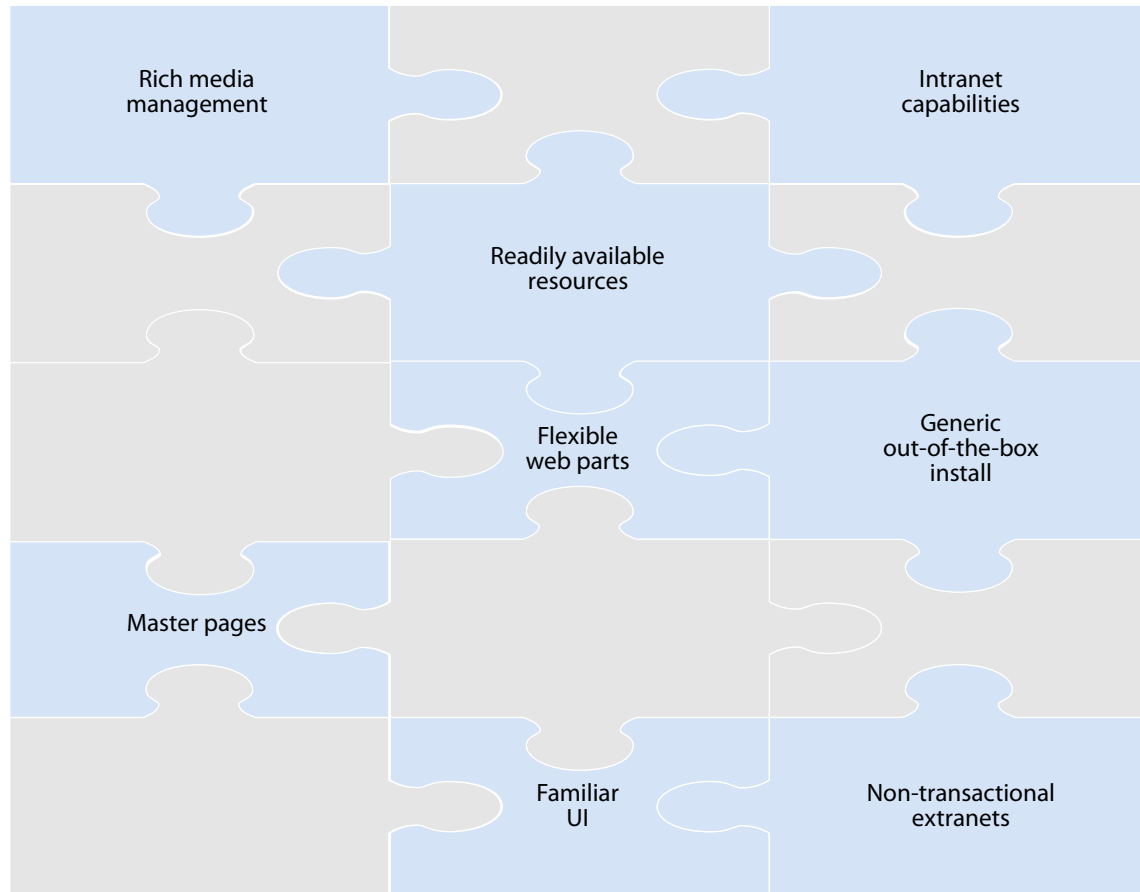 Rich media
management
Intranet
capabilities
Readily available
resources
Flexible
web parts
Generic
out-of-the-box
install
Master pages
Familiar
UI
Non-transactional
extranets